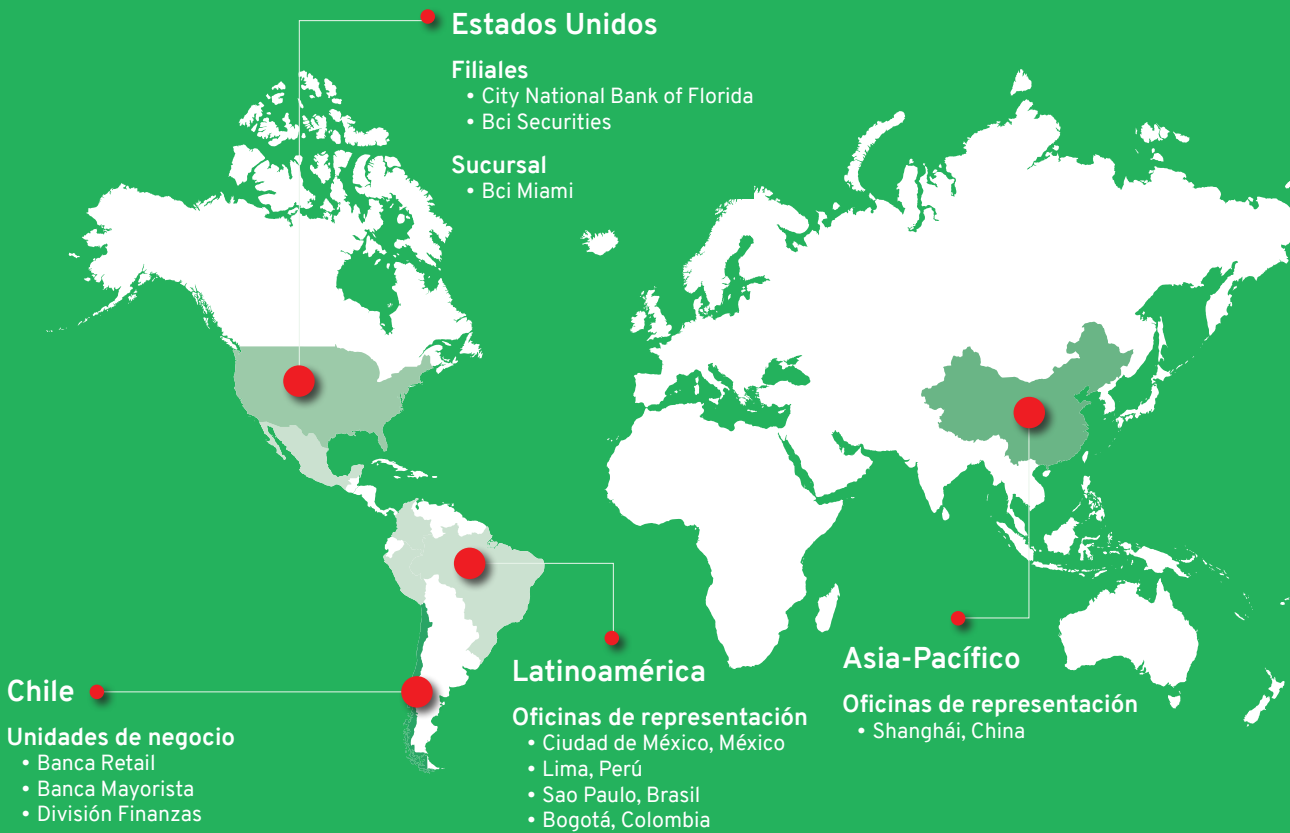 Estados Unidos
Filiales
• City National Bank of Florida
• Bci Securities
Sucursal
• Bci Miami
Chile
Unidades de negocio
• Banca Retail
• Banca Mayorista
• División Finanzas
Latinoamérica
Oficinas de representación
• Ciudad de México, México
• Lima, Perú
• Sao Paulo, Brasil
• Bogotá, Colombia
Asia-Pacífico
Oficinas de representación
• Shanghái, China